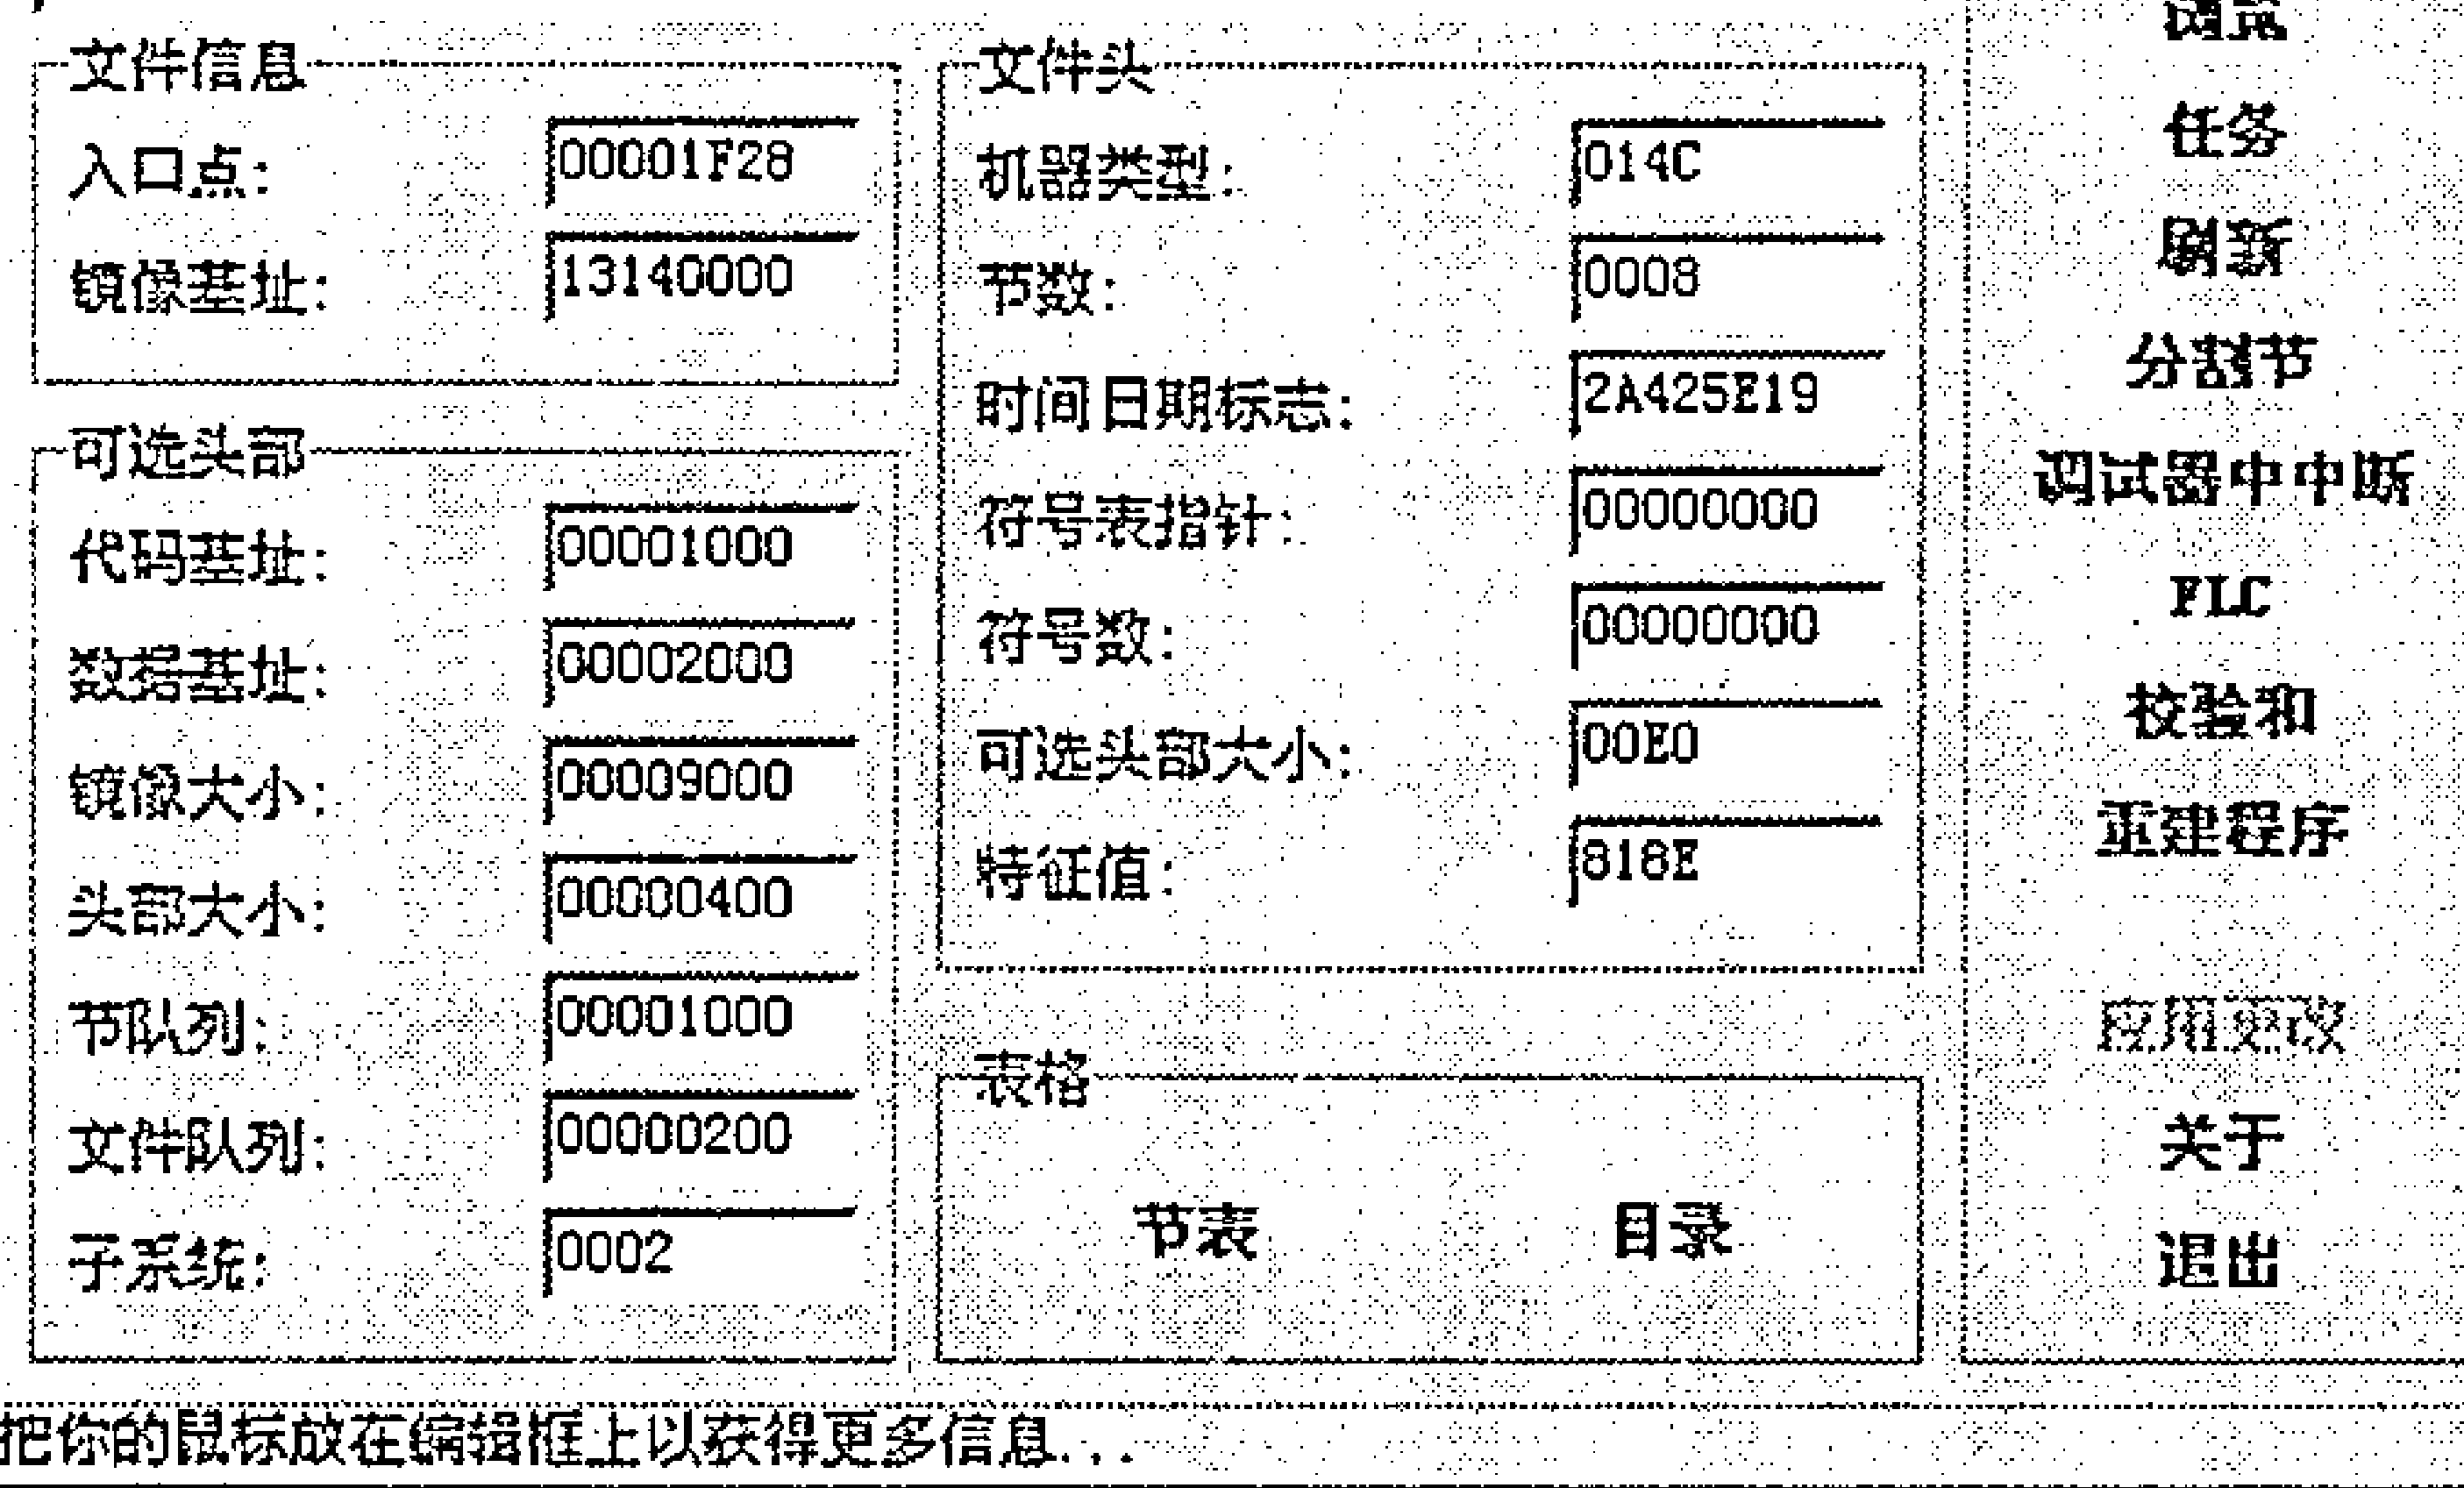 文件信息
入口点: 00001F28
镜像基址: 13140000
可选头部
代码基址: 00001000
数据基址: 00002000
镜像大小: 00009000
头部大小: 00000400
节队列: 00001000
文件队列: 00000200
子系统: 0002
文件头
机器类型: 014C
节数: 0008
时间日期标志: 2A425E19
符号表指针: 00000000
符号数: 00000000
可选头部大小: 00E0
特征值: 818E
表格
节表 目录
浏览
任务
刷新
分割节
调试器中中断
FLC
校验和
重建程序
应用更改
关于
退出
把你的鼠标放在编辑框上以获得更多信息...